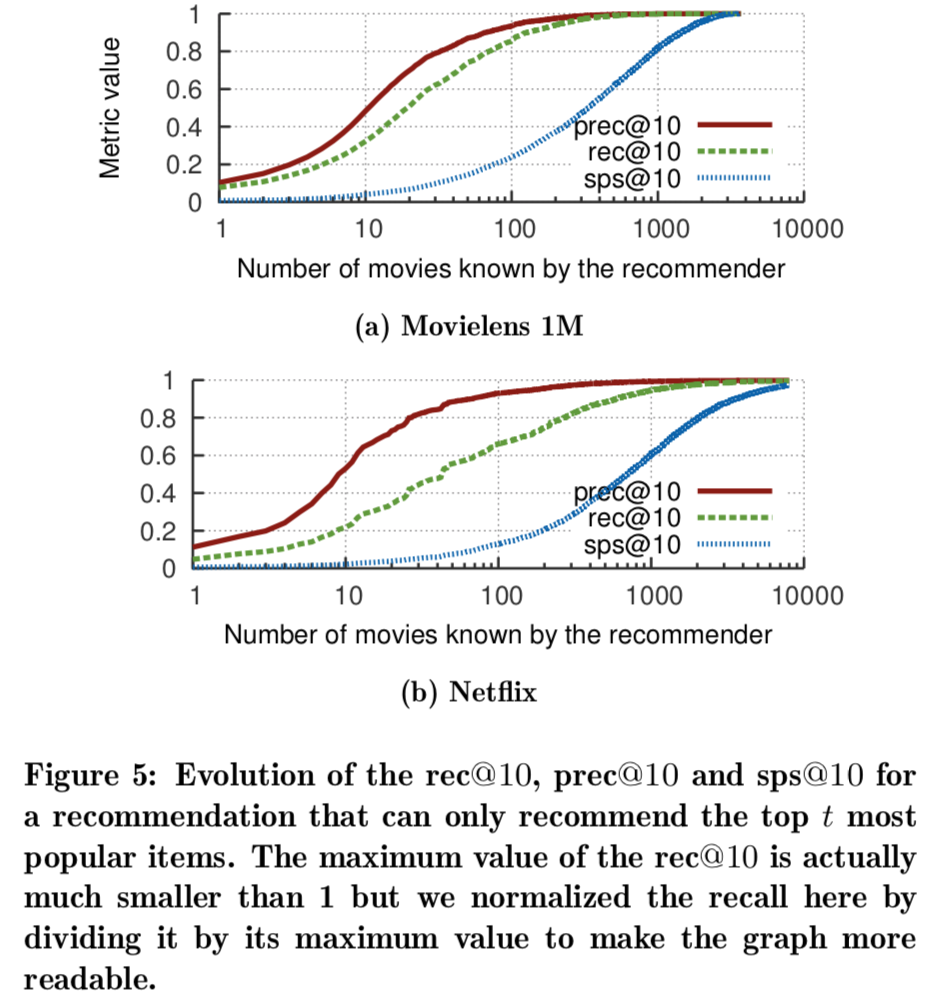 1
0.8
0.6
0.4
0.2
0
Metric value
prec@10
rec@10
sps@10
1 10 100 1000 10000
Number of movies known by the recommender
(a) Movielens 1M
1
0.8
0.6
0.4
0.2
0
prec@10
rec@10
sps@10
1 10 100 1000 10000
Number of movies known by the recommender
(b) Netflix
Figure 5: Evolution of the rec@10, prec@10 and sps@10 for
a recommendation that can only recommend the top t most
popular items. The maximum value of the rec@10 is actually
much smaller than 1 but we normalized the recall here by
dividing it by its maximum value to make the graph more
readable.